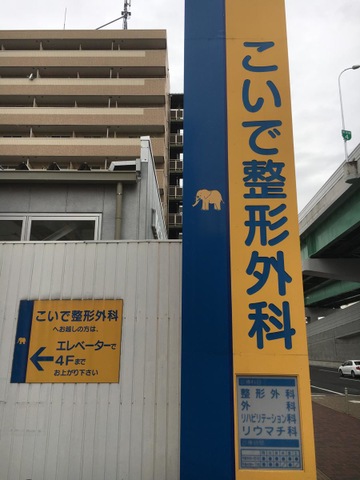 こいで整形外科
こいで整形外科
へお越しの方は、
エレベーターで
4Fまで
お上がり下さい
整形外科
外科
リハビリテーション科
リウマチ科